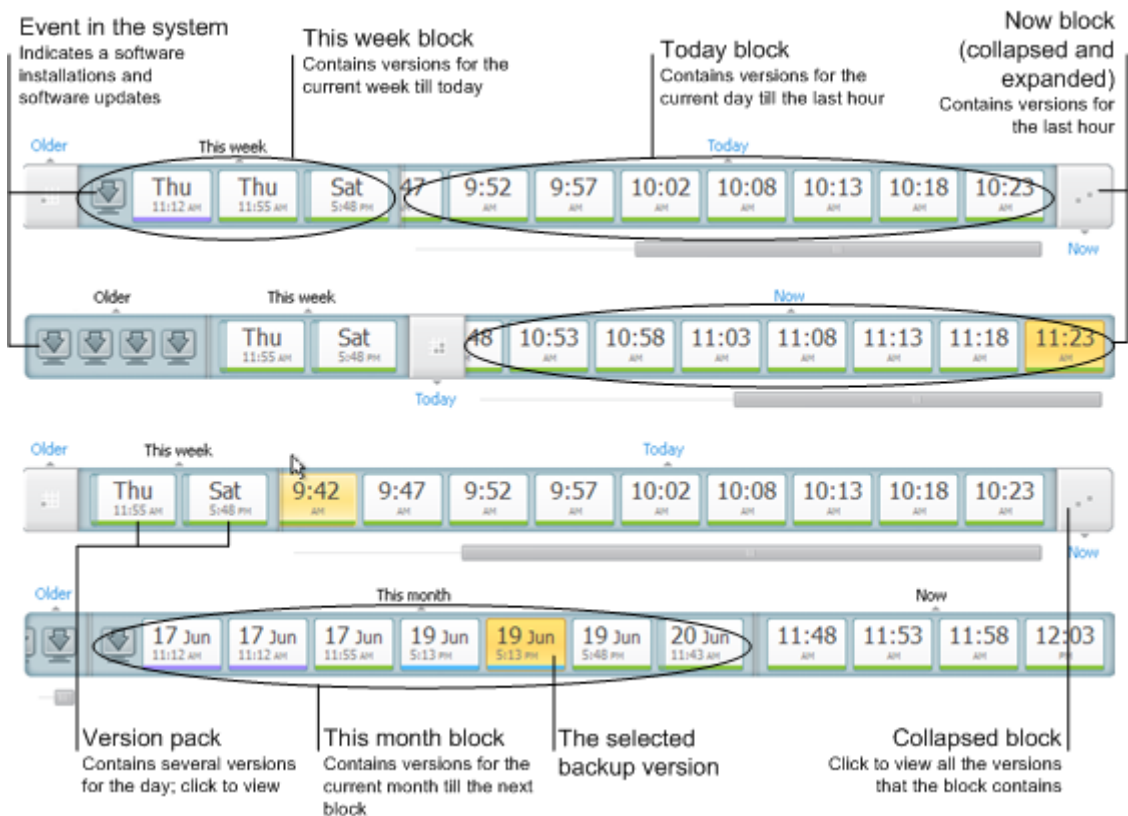 Event in the system
Indicates a software
installations and
software updates
This week block
Contains versions for the
current week till today
Today block
Contains versions for the
current day till the last hour
Now block
(collapsed and
expanded)
Contains versions for
the last hour
Older This week Today
Thu Thu Sat 47 9:52 9:57 10:02 10:08 10:13 10:18 10:23
11:12 AM 11:55 AM 5:48 PM AM AM AM AM AM AM AM
Now
Older This week Now
Thu Sat 48 10:53 10:58 11:03 11:08 11:13 11:18 11:23
11:55 AM 5:48 PM AM AM AM AM AM AM AM
Today
Older This week Today
Thu Sat 9:42 9:47 9:52 9:57 10:02 10:08 10:13 10:18 10:23
11:55 AM 5:48 PM AM AM AM AM AM AM AM AM AM
Now
Older This month Now
17 Jun 17 Jun 17 Jun 19 Jun 19 Jun 19 Jun 20 Jun 11:48 11:53 11:58 12:03
11:12 AM 11:12 AM 11:55 AM 5:13 PM 5:13 PM 5:48 PM 11:43 AM AM AM AM PM
Version pack
Contains several versions
for the day; click to view
This month block
Contains versions for the
current month till the next
block
The selected
backup version
Collapsed block
Click to view all the versions
that the block contains